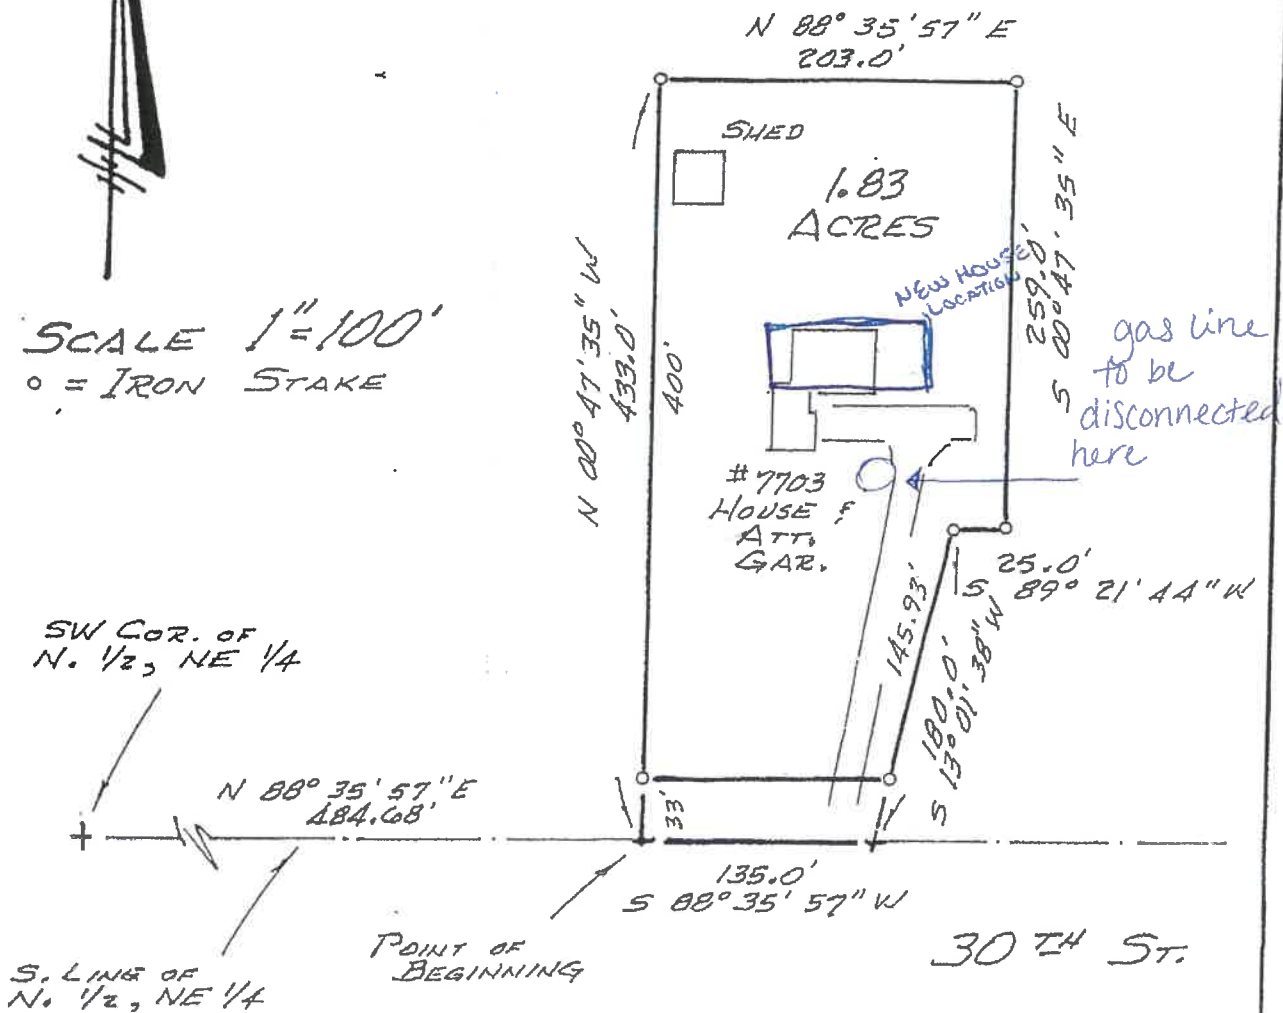 N 88° 35' 57" E
203.0'
SHED
1.83
ACRES
NEW HOUSE
LOCATION
259.0'
S 00° 47' 35" E
SCALE 1"=100'
o = IRON STAKE
N 00° 47' 35" W
433.0'
400'
gas line
to be
disconnected
here
#7703
HOUSE &
ATT.
GAR.
25.0'
S 89° 21' 44" W
145.93'
180.0'
S 13° 01' 38" W
SW COR. OF
N. 1/2, NE 1/4
N 88° 35' 57" E
484.68'
33'
135.0'
S 88° 35' 57" W
POINT OF
BEGINNING
30TH ST.
S. LINE OF
N. 1/2, NE 1/4